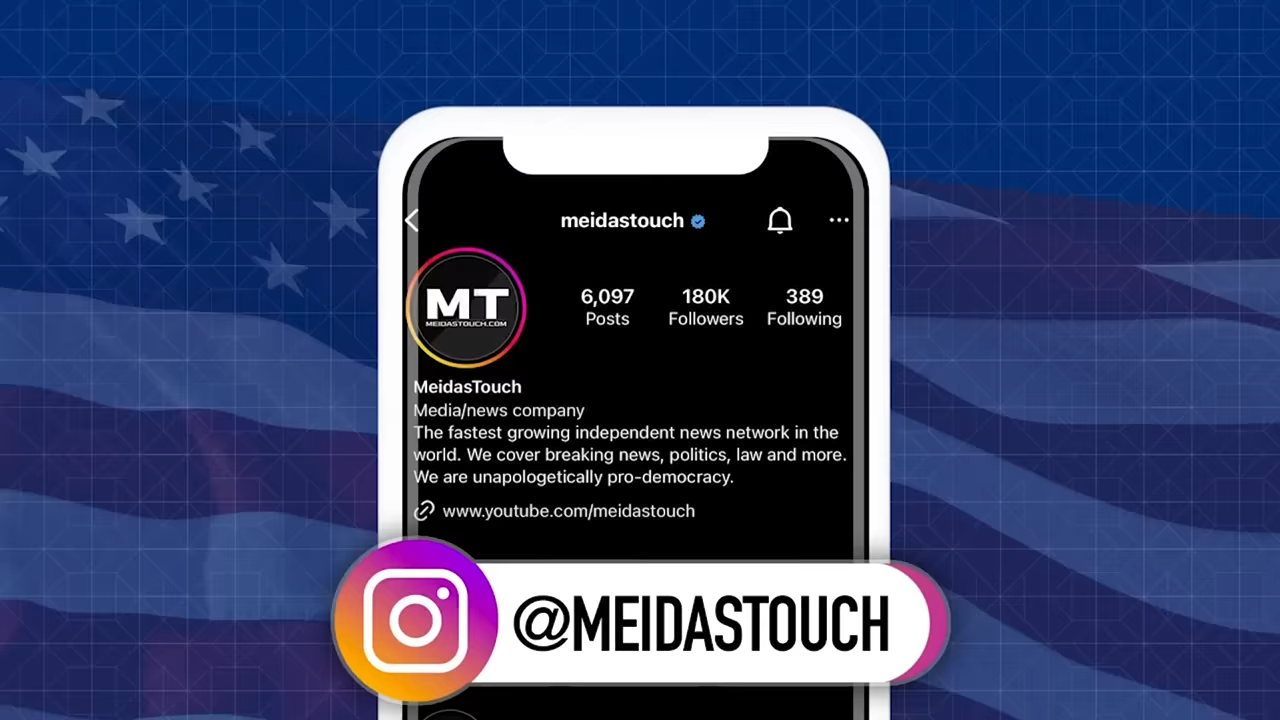 meidastouch
MT
MEIDASTOUCH.COM
6,097 180K 389
Posts Followers Following
MeidasTouch
Media/news company
The fastest growing independent news network in the
world. We cover breaking news, politics, law and more.
We are unapologetically pro-democracy.
www.youtube.com/meidastouch
@MEIDASTOUCH